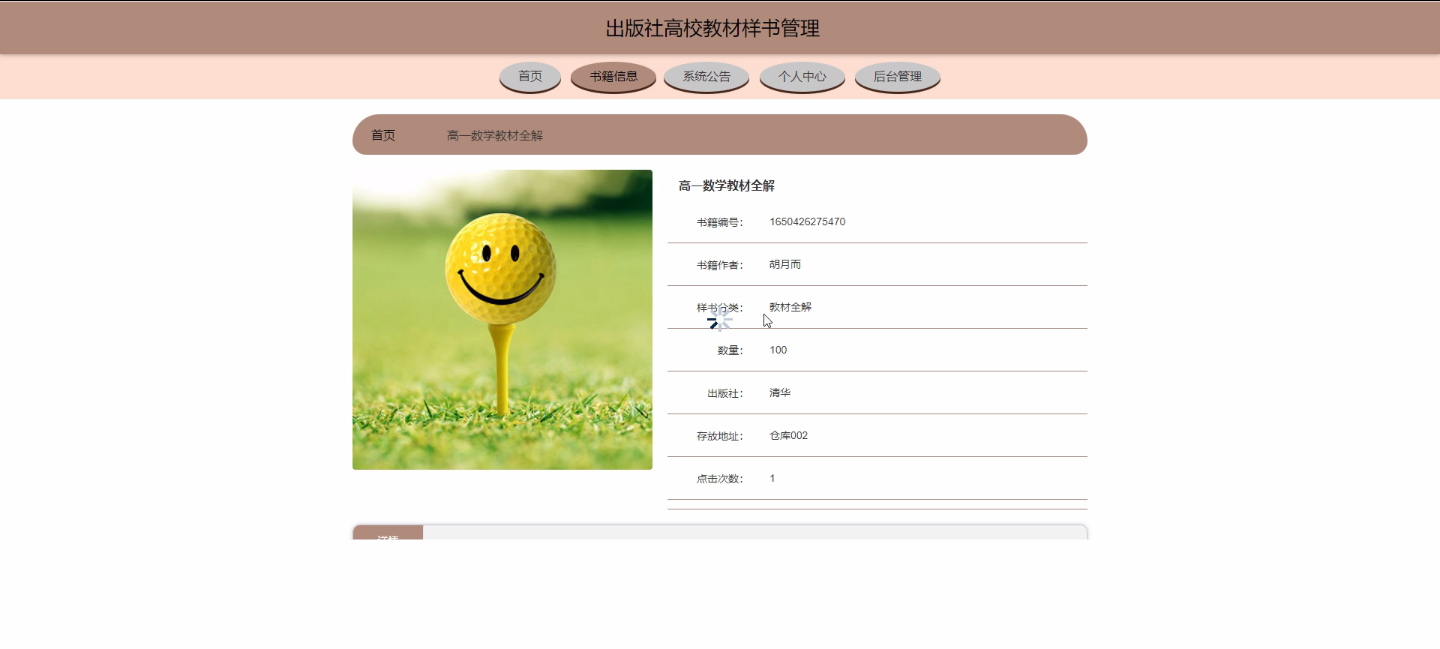 出版社高校教材样书管理
首页 书籍信息 系统公告 个人中心 后台管理
首页 高一数学教材全解
高一数学教材全解
书籍编号： 1650426275470
书籍作者： 胡月而
样书分类： 教材全解
数量： 100
出版社： 清华
存放地址： 仓库002
点击次数： 1